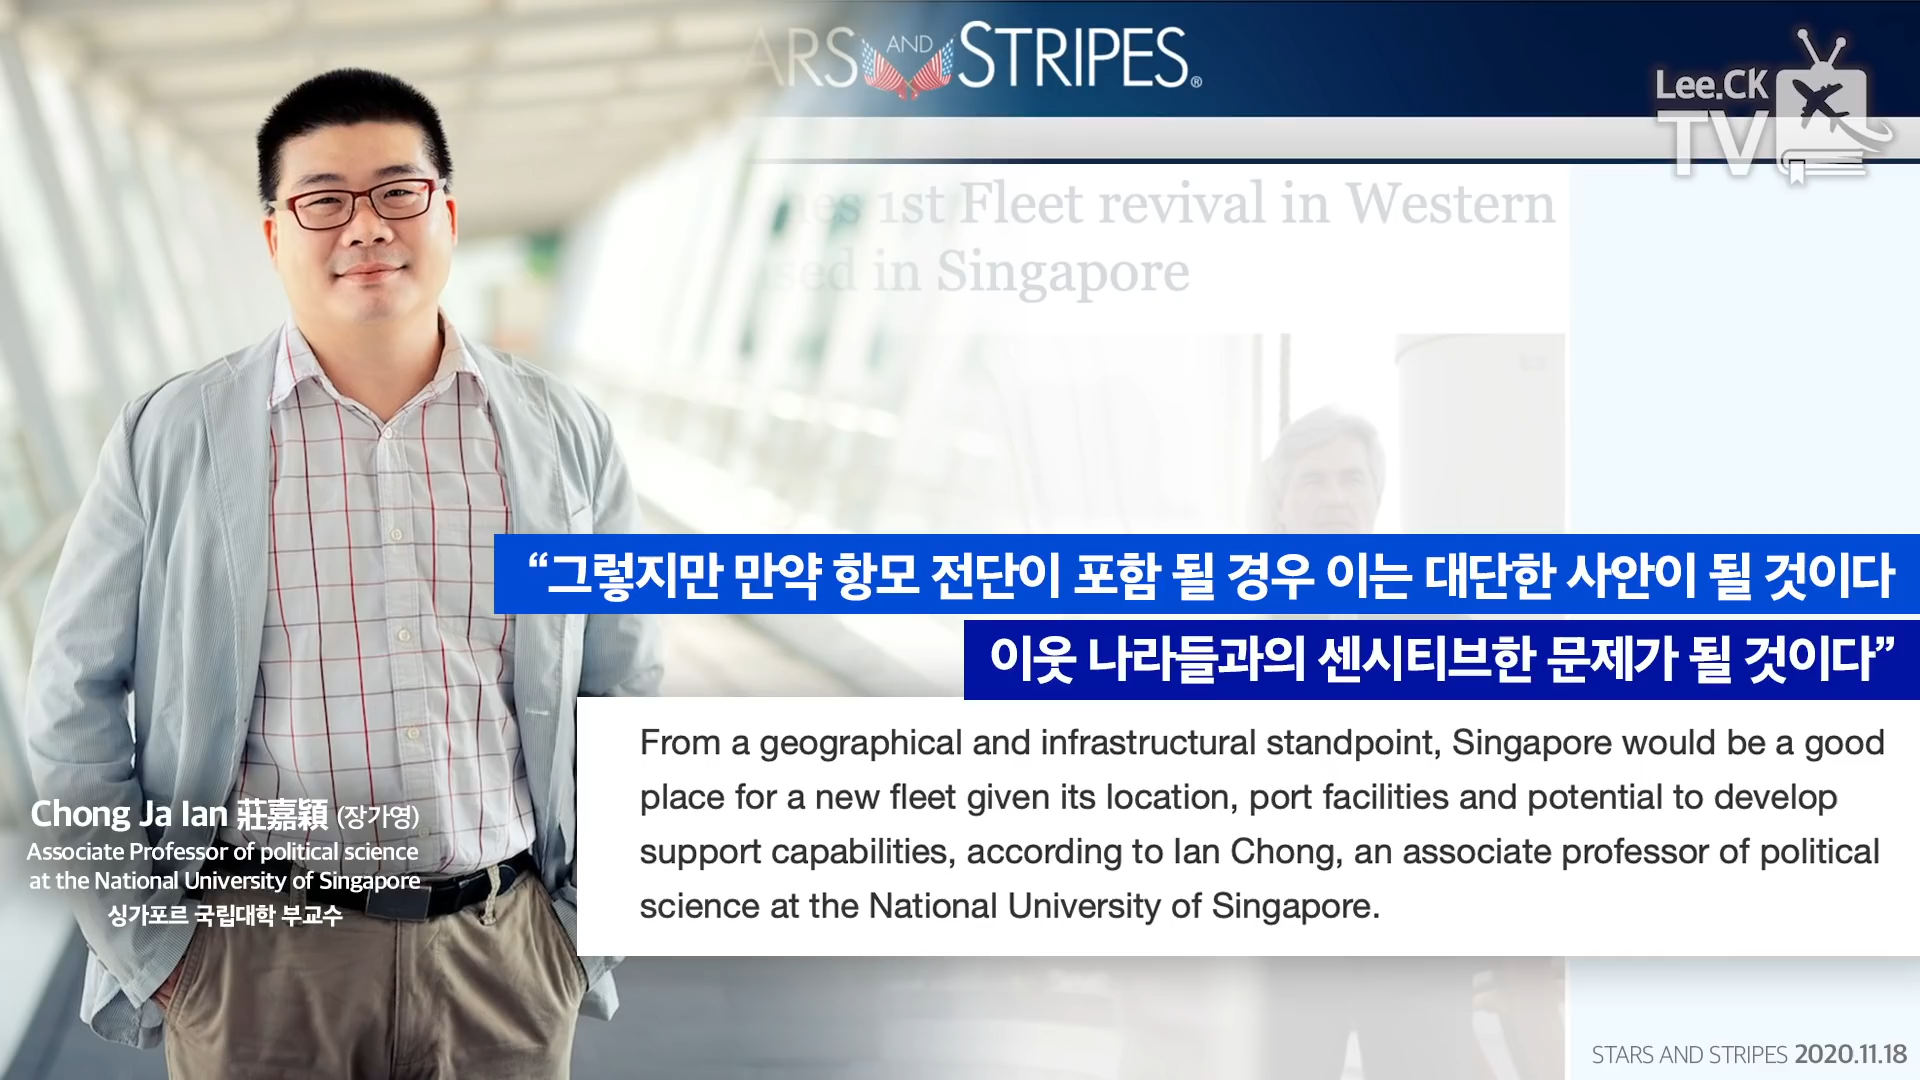 ARS AND STRIPES®
Lee.CK
TV
1st Fleet revival in Western
sed in Singapore
“그렇지만 만약 항모 전단이 포함 될 경우 이는 대단한 사안이 될 것이다
이웃 나라들과의 센시티브한 문제가 될 것이다”
From a geographical and infrastructural standpoint, Singapore would be a good
place for a new fleet given its location, port facilities and potential to develop
support capabilities, according to Ian Chong, an associate professor of political
science at the National University of Singapore.
Chong Ja Ian 莊嘉穎 (장가영)
Associate Professor of political science
at the National University of Singapore
싱가포르 국립대학 부교수
STARS AND STRIPES 2020.11.18